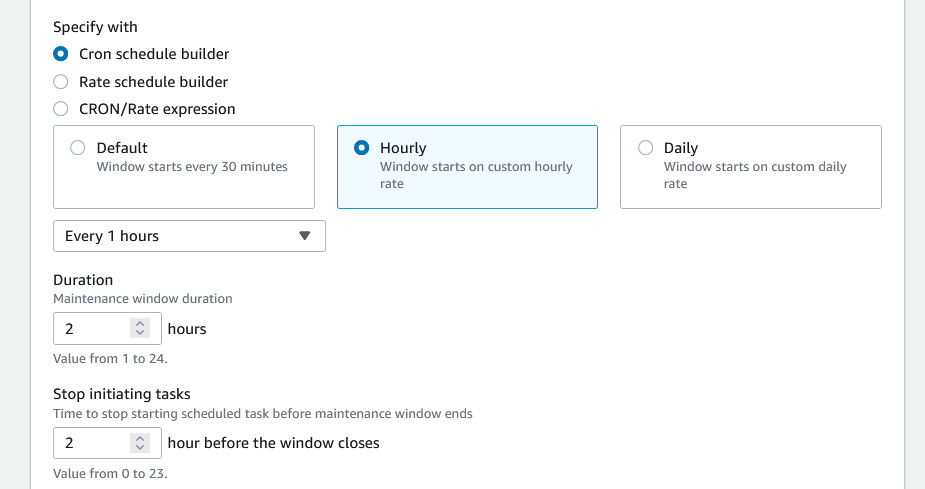 Specify with
Cron schedule builder
Rate schedule builder
CRON/Rate expression
Default
Window starts every 30 minutes
Hourly
Window starts on custom hourly
rate
Daily
Window starts on custom daily
rate
Every 1 hours
Duration
Maintenance window duration
2 hours
Value from 1 to 24.
Stop initiating tasks
Time to stop starting scheduled task before maintenance window ends
2 hour before the window closes
Value from 0 to 23.